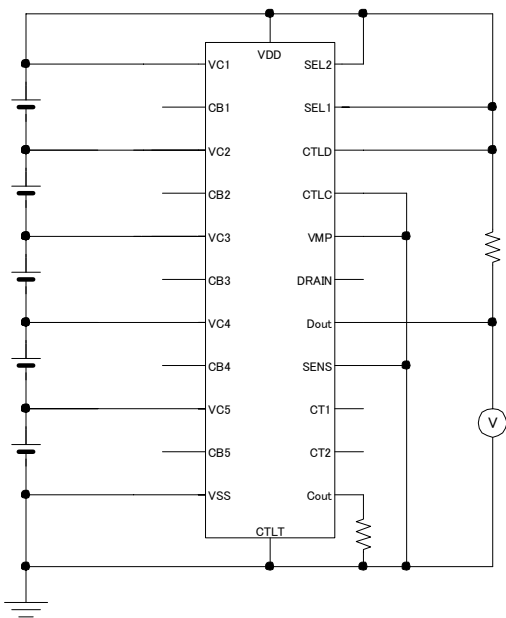 VDD
VC1
CB1
VC2
CB2
VC3
CB3
VC4
CB4
VC5
CB5
VSS
SEL2
SEL1
CTLD
CTLC
VMP
DRAIN
Dout
SENS
CT1
CT2
Cout
CTLT
V